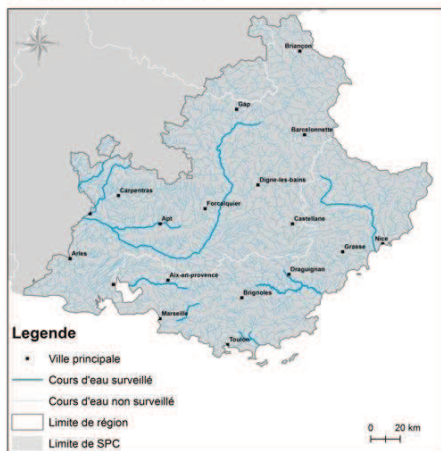 Briançon
Gap
Barcelonnette
Carpentras
Digne-les-bains
Forcalquier
Apt
Castellane
Arles
Grasse
Nice
Aix-en-provence
Draguignan
Brignoles
Marseille
Toulon
Legende
Ville principale
Cours d'eau surveillé
Cours d'eau non surveillé
Limite de région
Limite de SPC
0 20 km